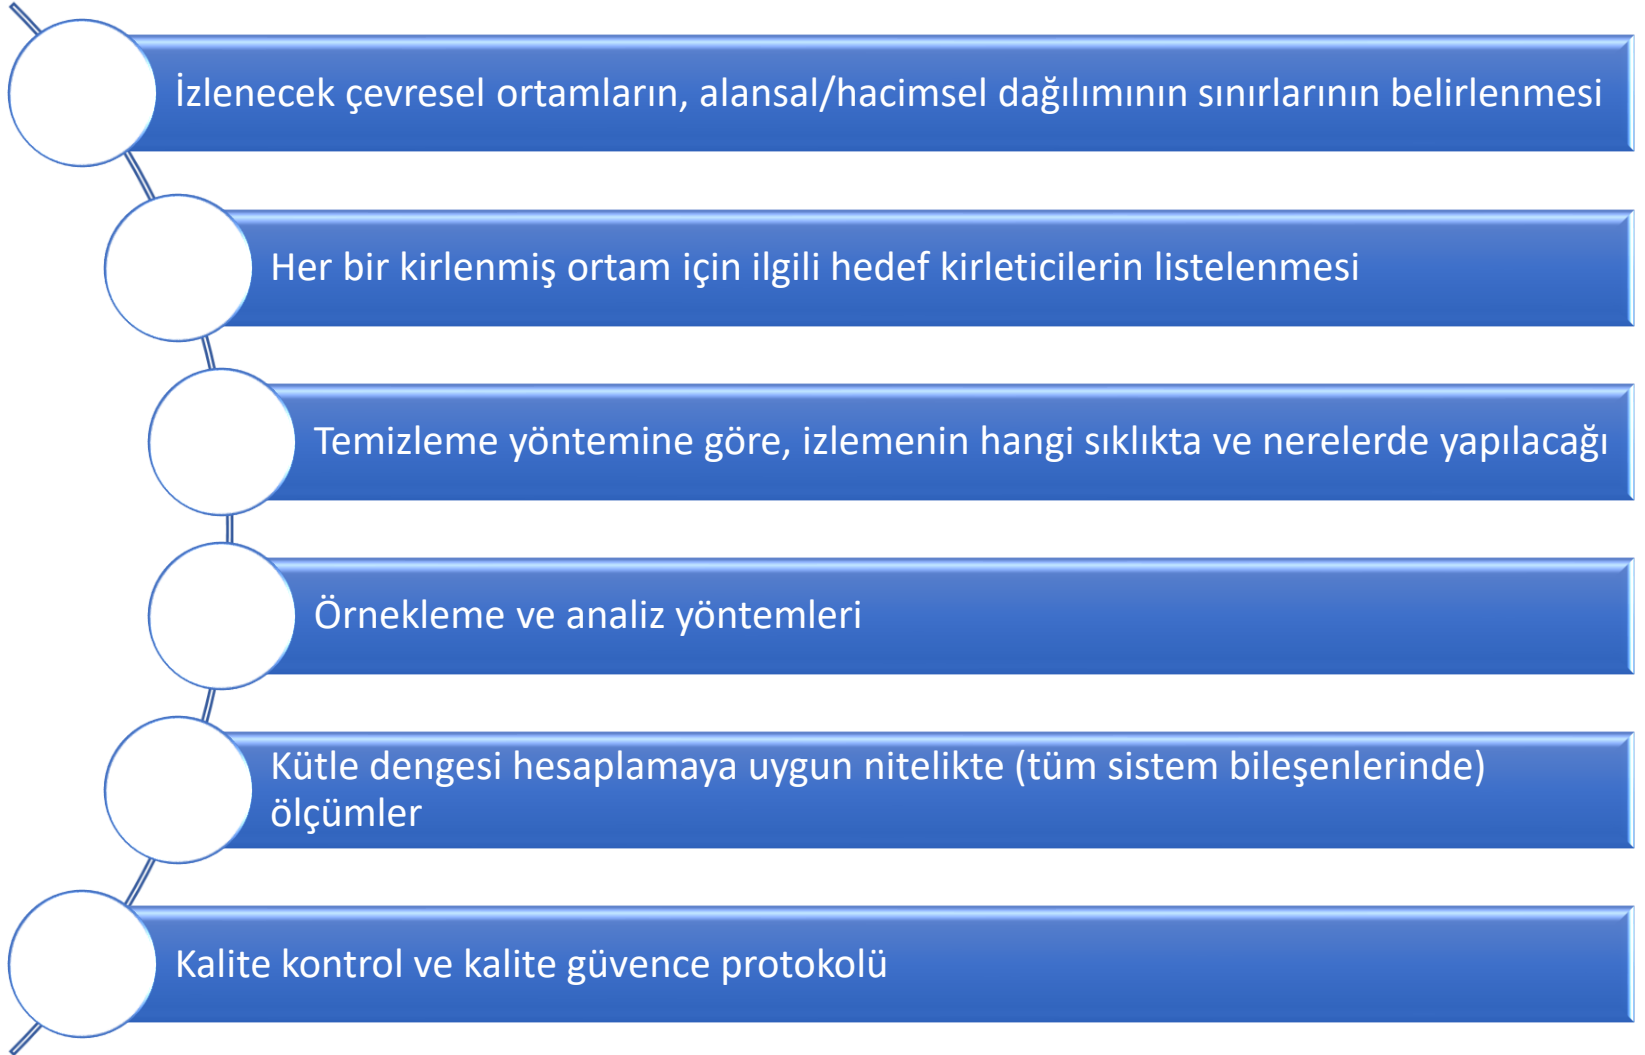 İzlenecek çevresel ortamların, alansal/hacimsel dağılımının sınırlarının belirlenmesi
Her bir kirlenmiş ortam için ilgili hedef kirleticilerin listelenmesi
Temizleme yöntemine göre, izlemenin hangi sıklıkta ve nerelerde yapılacağı
Örnekleme ve analiz yöntemleri
Kütle dengesi hesaplamaya uygun nitelikte (tüm sistem bileşenlerinde)
ölçümler
Kalite kontrol ve kalite güvence protokolü